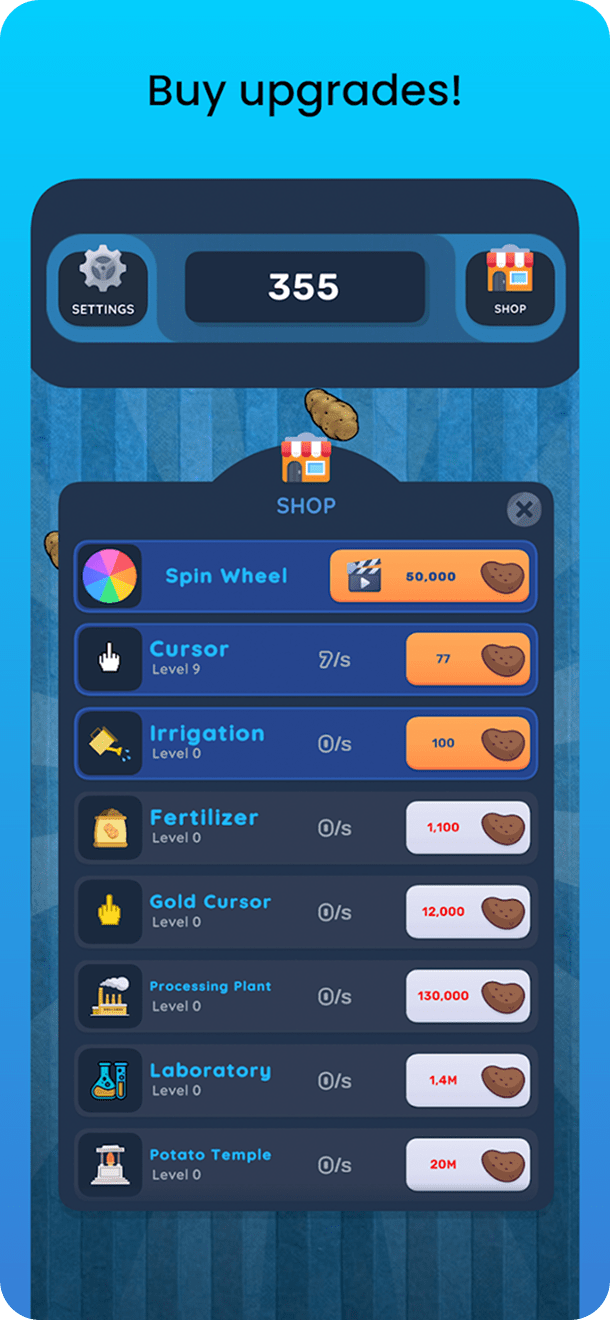 Buy upgrades!
SETTINGS
355
SHOP
SHOP
Spin Wheel
50,000
Cursor
Level 9
7/s
77
Irrigation
Level 0
0/s
100
Fertilizer
Level 0
0/s
1,100
Gold Cursor
Level 0
0/s
12,000
Processing Plant
Level 0
0/s
130,000
Laboratory
Level 0
0/s
1,4M
Potato Temple
Level 0
0/s
20M